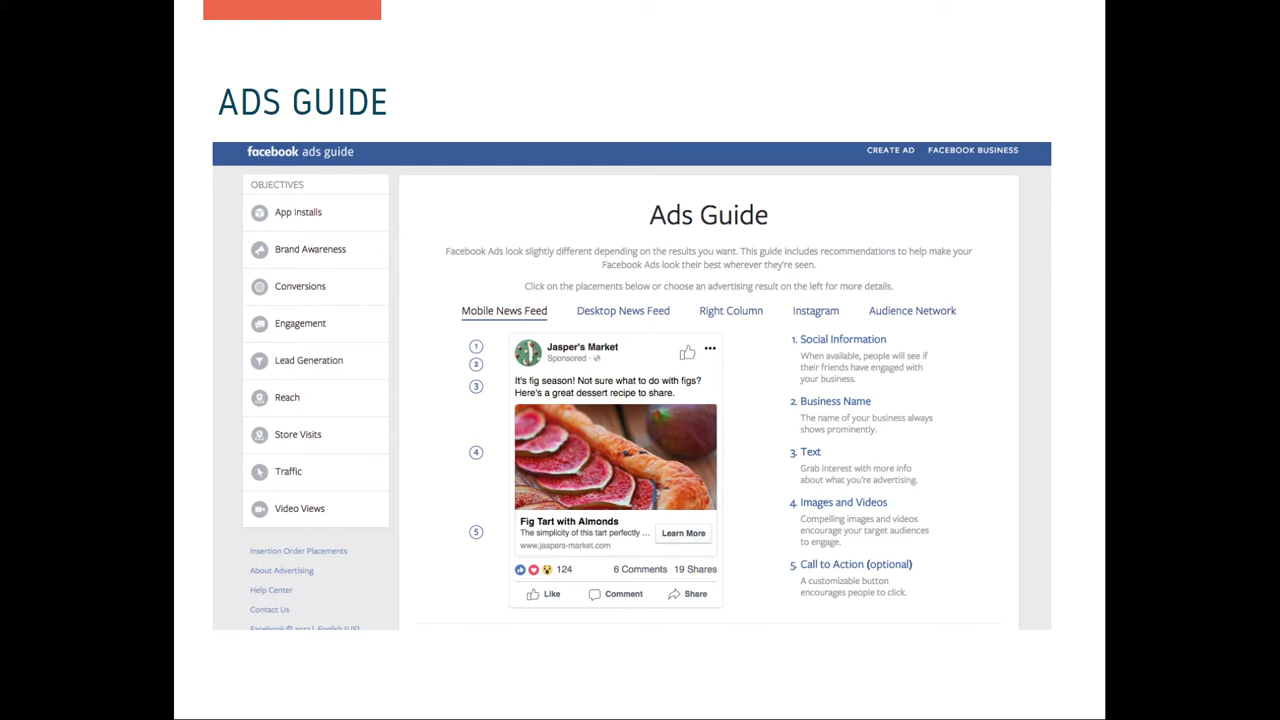 ADS GUIDE
facebook ads guide
CREATE AD
FACEBOOK BUSINESS
OBJECTIVES
App Installs
Brand Awareness
Conversions
Engagement
Lead Generation
Reach
Store Visits
Traffic
Video Views
Insertion Order Placements
About Advertising
Help Center
Contact Us
Ads Guide
Facebook Ads look slightly different depending on the results you want. This guide includes recommendations to help make your
Facebook Ads look their best wherever they're seen.
Click on the placements below or choose an advertising result on the left for more details.
Mobile News Feed
Desktop News Feed
Right Column
Instagram
Audience Network
1
2
3
4
5
Jasper's Market
Sponsored ·
It's fig season! Not sure what to do with figs?
Here's a great dessert recipe to share.
Fig Tart with Almonds
The simplicity of this tart perfectly ...
www.jaspers-market.com
Learn More
124
6 Comments 19 Shares
Like
Comment
Share
1. Social Information
When available, people will see if
their friends have engaged with
your business.
2. Business Name
The name of your business always
shows prominently.
3. Text
Grab interest with more info
about what you're advertising.
4. Images and Videos
Compelling images and videos
encourage your target audiences
to engage.
5. Call to Action (optional)
A customizable button
encourages people to click.